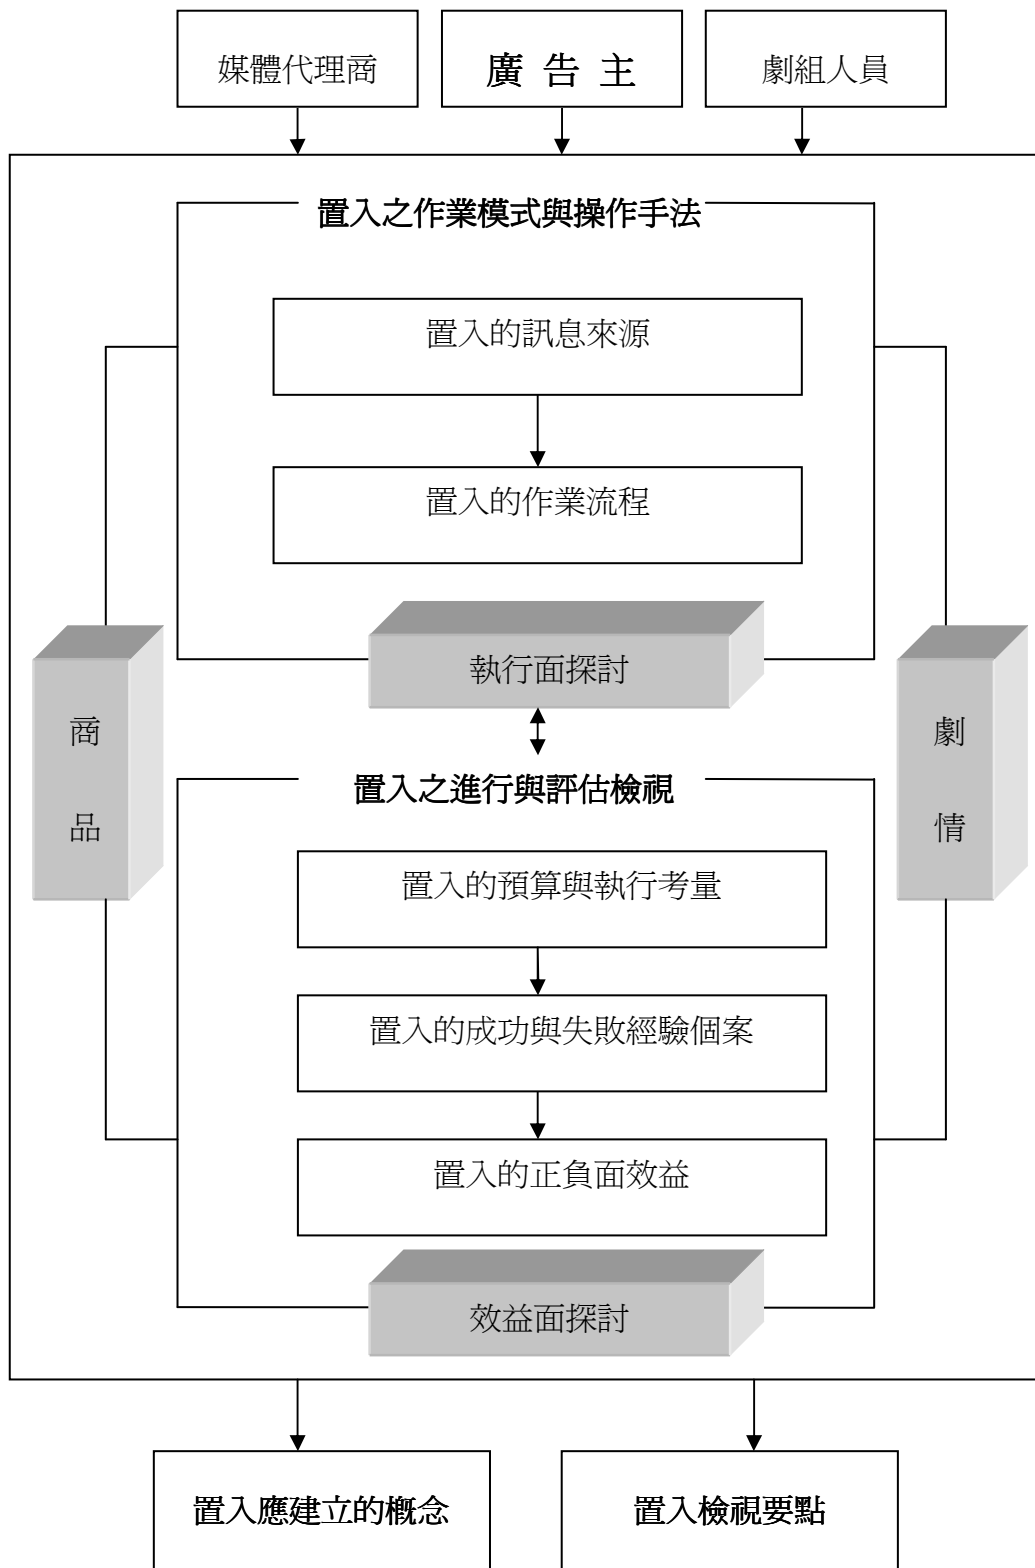 媒體代理商
廣 告 主
劇組人員
置入之作業模式與操作手法
置入的訊息來源
置入的作業流程
執行面探討
商
品
劇
情
置入之進行與評估檢視
置入的預算與執行考量
置入的成功與失敗經驗個案
置入的正負面效益
效益面探討
置入應建立的概念
置入檢視要點